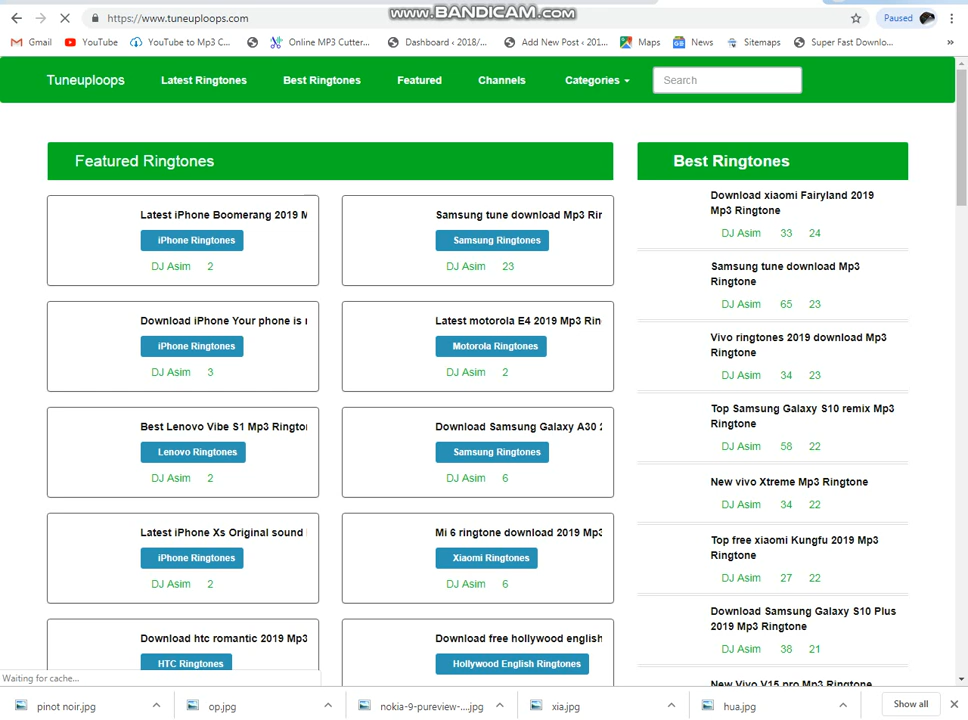 www.BANDICAM.com
https://www.tuneuploops.com
Paused
Gmail
YouTube
YouTube to Mp3 C...
Online MP3 Cutter...
Dashboard ‹ 2018/...
Add New Post ‹ 201...
Maps
News
Sitemaps
Super Fast Downlo...
»
Tuneuploops
Latest Ringtones
Best Ringtones
Featured
Channels
Categories
Search
Featured Ringtones
Latest iPhone Boomerang 2019 M
iPhone Ringtones
DJ Asim 2
Samsung tune download Mp3 Rin
Samsung Ringtones
DJ Asim 23
Download iPhone Your phone is r
iPhone Ringtones
DJ Asim 3
Latest motorola E4 2019 Mp3 Rin
Motorola Ringtones
DJ Asim 2
Best Lenovo Vibe S1 Mp3 Ringto
Lenovo Ringtones
DJ Asim 2
Download Samsung Galaxy A30 2
Samsung Ringtones
DJ Asim 6
Latest iPhone Xs Original sound
iPhone Ringtones
DJ Asim 2
Mi 6 ringtone download 2019 Mp3
Xiaomi Ringtones
DJ Asim 6
Download htc romantic 2019 Mp3
HTC Ringtones
Download free hollywood english
Hollywood English Ringtones
Best Ringtones
Download xiaomi Fairyland 2019
Mp3 Ringtone
DJ Asim 33 24
Samsung tune download Mp3
Ringtone
DJ Asim 65 23
Vivo ringtones 2019 download Mp3
Ringtone
DJ Asim 34 23
Top Samsung Galaxy S10 remix Mp3
Ringtone
DJ Asim 58 22
New vivo Xtreme Mp3 Ringtone
DJ Asim 34 22
Top free xiaomi Kungfu 2019 Mp3
Ringtone
DJ Asim 27 22
Download Samsung Galaxy S10 Plus
2019 Mp3 Ringtone
DJ Asim 38 21
New Vivo V15 pro Mp3 Ringtone
Waiting for cache...
pinot noir.jpg
op.jpg
nokia-9-pureview-....jpg
xia.jpg
hua.jpg
Show all